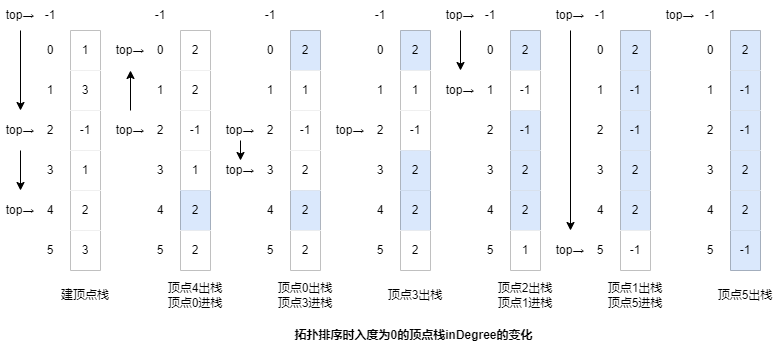 top→ -1 -1 -1 -1 top→ -1 top→ -1 top→ -1
0 1 top→ 0 2 0 2 0 2 0 2 0 2 0 2
1 3 1 2 1 1 1 1 top→ 1 -1 1 -1 1 -1
top→ 2 -1 top→ 2 -1 top→ 2 -1 top→ 2 -1 2 -1 2 -1 2 -1
3 1 3 1 top→ 3 2 3 2 3 2 3 2 3 2
top→ 4 2 4 2 4 2 4 2 4 2 4 2 4 2
5 3 5 2 5 2 5 2 5 1 top→ 5 -1 5 -1
建顶点栈
顶点4出栈
顶点0进栈
顶点0出栈
顶点3进栈
顶点3出栈
顶点2出栈
顶点1进栈
顶点1出栈
顶点5进栈
顶点5出栈
拓扑排序时入度为0的顶点栈inDegree的变化